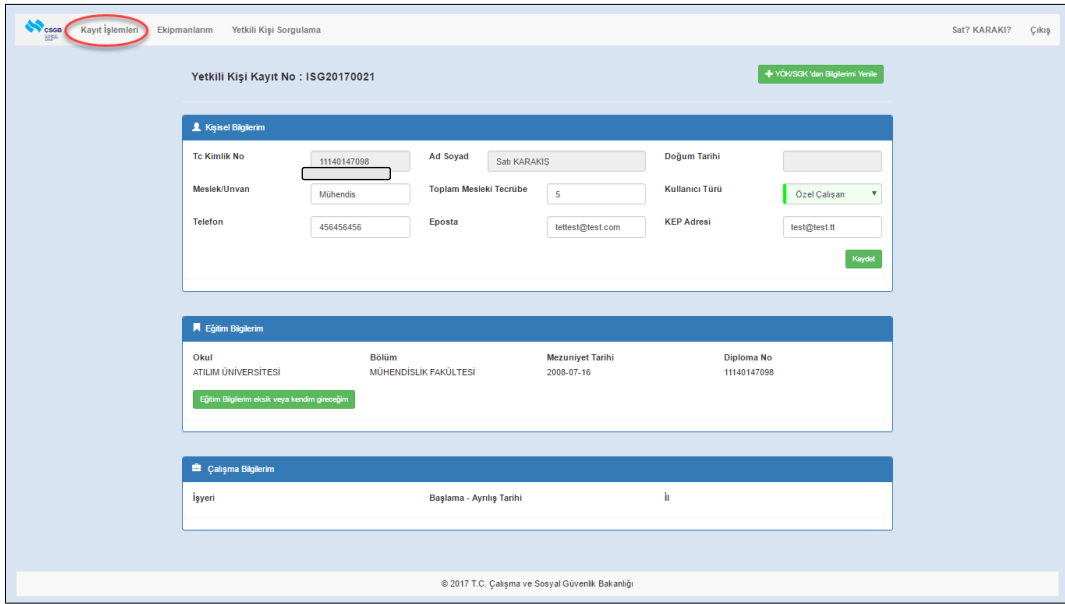 CSGB Kayıt İşlemleri Ekipmanlarım Yetkili Kişi Sorgulama Sat? KARAKI? Çıkış
Yetkili Kişi Kayıt No : ISG20170021 YÖK/SGK 'dan Bilgilerimi Yenile
Kişisel Bilgilerim
Tc Kimlik No 11140147098 Ad Soyad Satı KARAKIŞ Doğum Tarihi
Meslek/Unvan Mühendis Toplam Mesleki Tecrübe 5 Kullanıcı Türü Özel Çalışan
Telefon 456456456 Eposta tettest@test.com KEP Adresi test@test.tt
Kaydet
Eğitim Bilgilerim
Okul Bölüm Mezuniyet Tarihi Diploma No
ATILIM ÜNİVERSİTESİ MÜHENDİSLİK FAKÜLTESİ 2008-07-16 11140147098
Eğitim Bilgilerim eksik veya kendim gireceğim
Çalışma Bilgilerim
İşyeri Başlama - Ayrılış Tarihi İl
© 2017 T.C. Çalışma ve Sosyal Güvenlik Bakanlığı